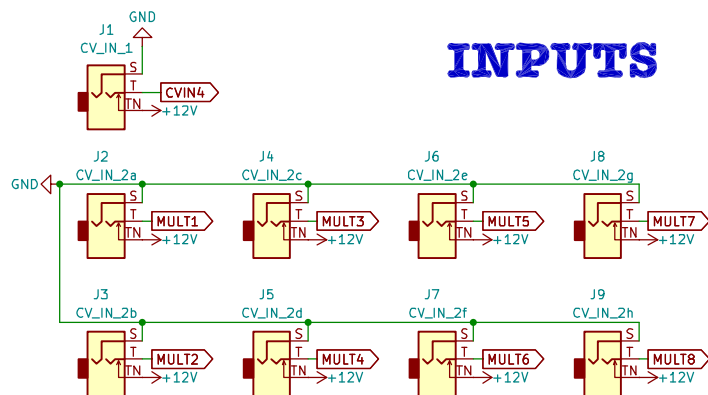 GND
J1
CV_IN_1
INPUTS
S
T
CVIN4
TN
+12V
J2 J4 J6 J8
CV_IN_2a CV_IN_2c CV_IN_2e CV_IN_2g
GND
S S S S
T MULT1 T MULT3 T MULT5 T MULT7
TN +12V TN +12V TN +12V TN +12V
J3 J5 J7 J9
CV_IN_2b CV_IN_2d CV_IN_2f CV_IN_2h
S S S S
T MULT2 T MULT4 T MULT6 T MULT8
TN +12V TN +12V TN +12V TN +12V